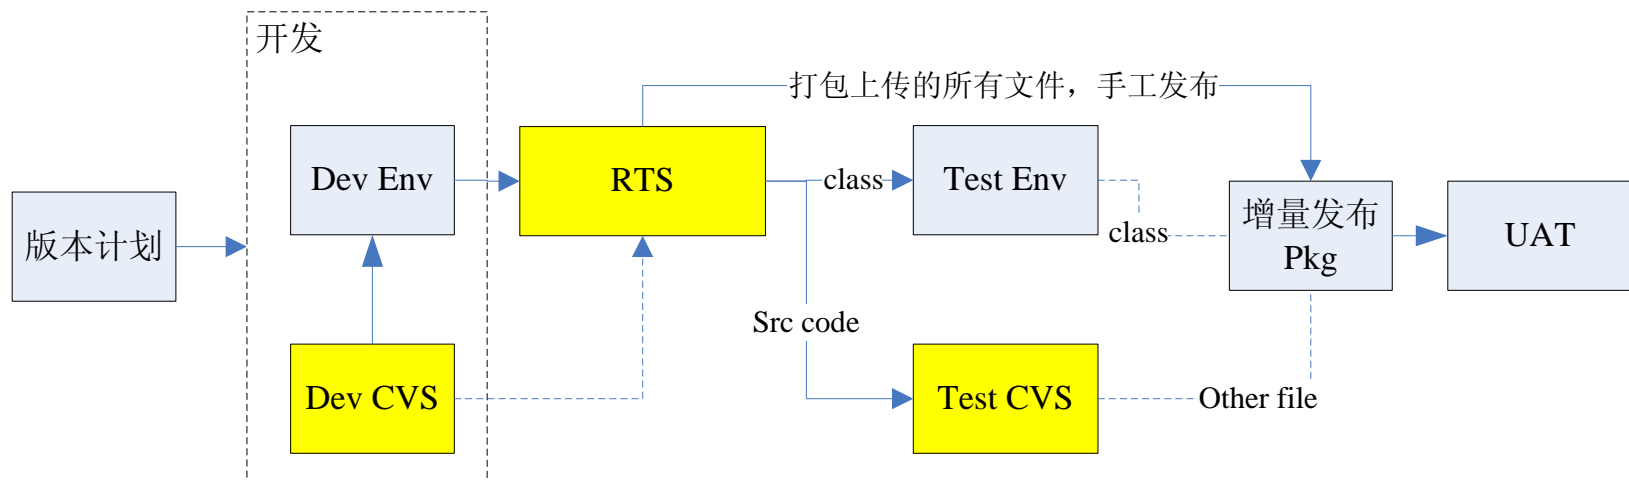 开发
打包上传的所有文件，手工发布
Dev Env
RTS
class
Test Env
版本计划
class
增量发布
Pkg
UAT
Src code
Dev CVS
Test CVS
Other file